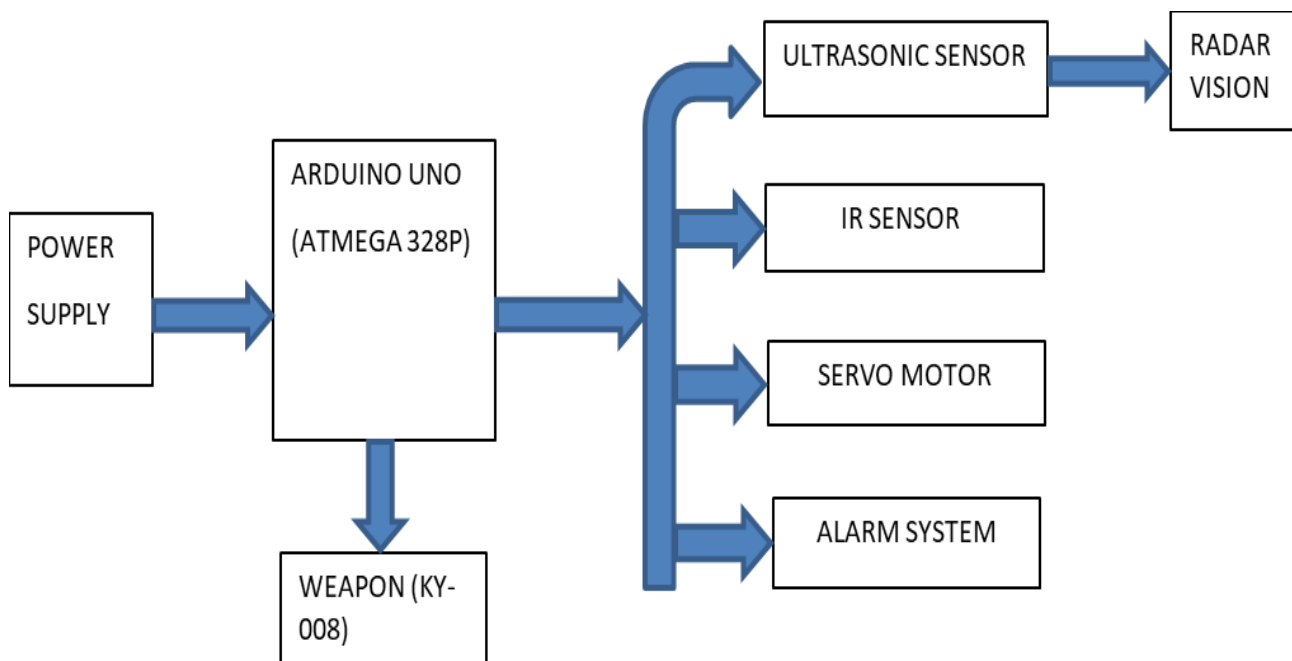 POWER
SUPPLY
ARDUINO UNO
(ATMEGA 328P)
WEAPON (KY-
008)
ULTRASONIC SENSOR
RADAR
VISION
IR SENSOR
SERVO MOTOR
ALARM SYSTEM